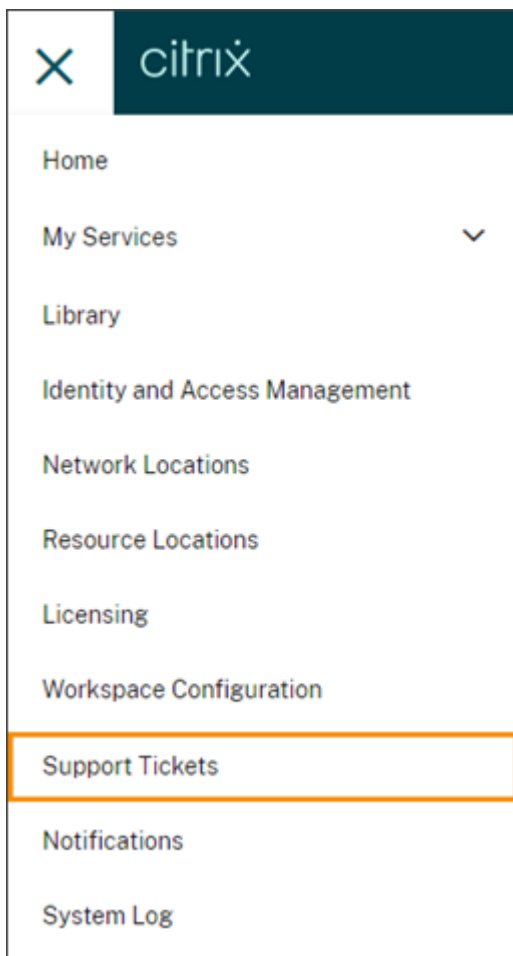 citrix
Home
My Services
Library
Identity and Access Management
Network Locations
Resource Locations
Licensing
Workspace Configuration
Support Tickets
Notifications
System Log